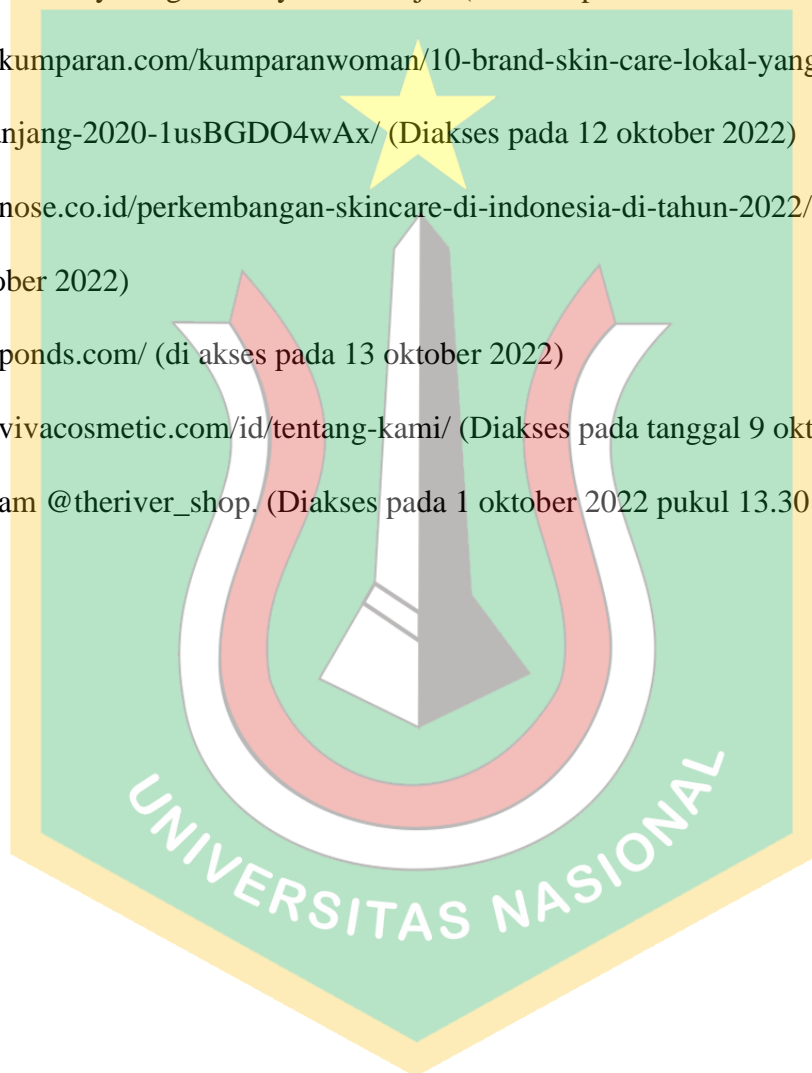 kumparan.com/kumparanwoman/10-brand-skin-care-lokal-yang
njang-2020-1usBGDO4wAx/ (Diakses pada 12 oktober 2022)
nose.co.id/perkembangan-skincare-di-indonesia-di-tahun-2022/
ober 2022)
ponds.com/ (di akses pada 13 oktober 2022)
vivacosmetic.com/id/tentang-kami/ (Diakses pada tanggal 9 okt
am @theriver_shop. (Diakses pada 1 oktober 2022 pukul 13.30
UNIVERSITAS NASIONAL